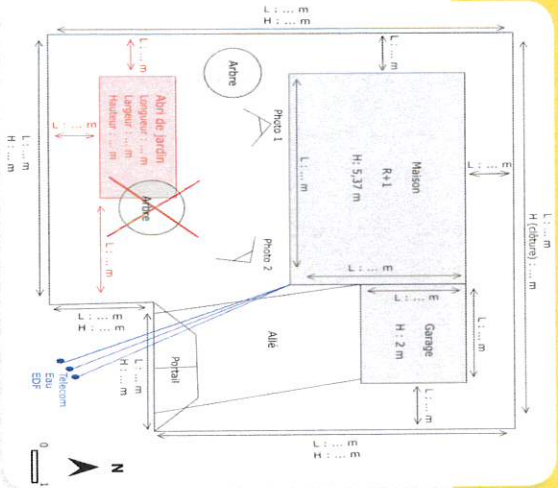 L : ... m
H : ... m
L : ... m
H : ... m
L : ... m
Arbre
Abri de jardin
Longueur : ... m
Largeur : ... m
Hauteur : ... m
L : ... m
L : ... m
Arbre
Photo 1
Photo 2
L : ... m
Maison
R+1
H: 5,37 m
L : ... m
L : ... m
L : ... m
L : ... m
H (clôture) : ... m
L : ... m
L : ... m
Garage
H : 2 m
L : ... m
L : ... m
H : ... m
Allé
Portail
L : ... m
H : ... m
L : ... m
H : ... m
Telecom
Eau
EDF
N
0
1